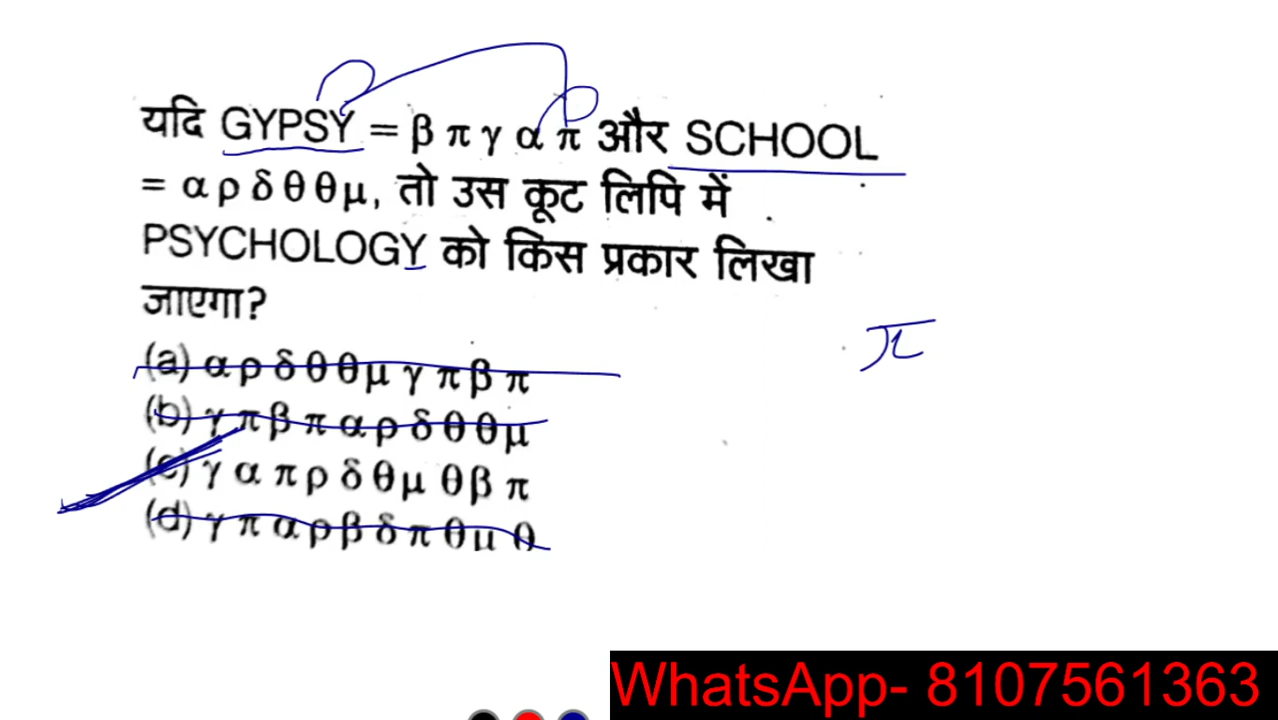 यदि GYPSY = β π γ α π और SCHOOL
= α ρ δ θ θ μ, तो उस कूट लिपि में
PSYCHOLOGY को किस प्रकार लिखा
जाएगा?
(a) α ρ δ θ θ μ γ π β π
(b) γ π β π α ρ δ θ θ μ
(c) γ α π ρ δ θ μ θ β π
(d) γ π α ρ β δ π θ μ θ
π
WhatsApp- 8107561363